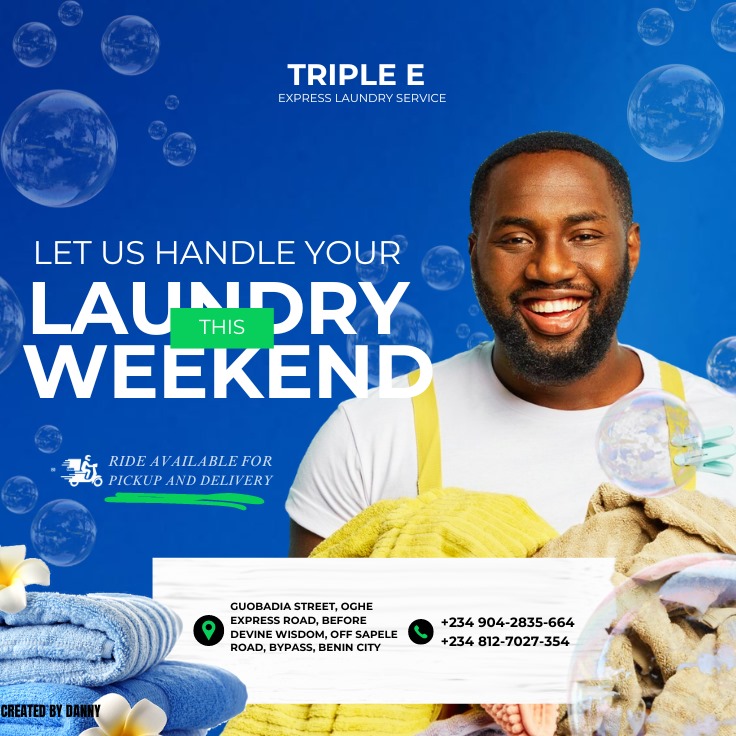 TRIPLE E
EXPRESS LAUNDRY SERVICE
LET US HANDLE YOUR
LAUNDRY
THIS
WEEKEND
RIDE AVAILABLE FOR
PICKUP AND DELIVERY
GUOBADIA STREET, OGHE
EXPRESS ROAD, BEFORE
DEVINE WISDOM, OFF SAPELE
ROAD, BYPASS, BENIN CITY
+234 904-2835-664
+234 812-7027-354
CREATED BY DANNY